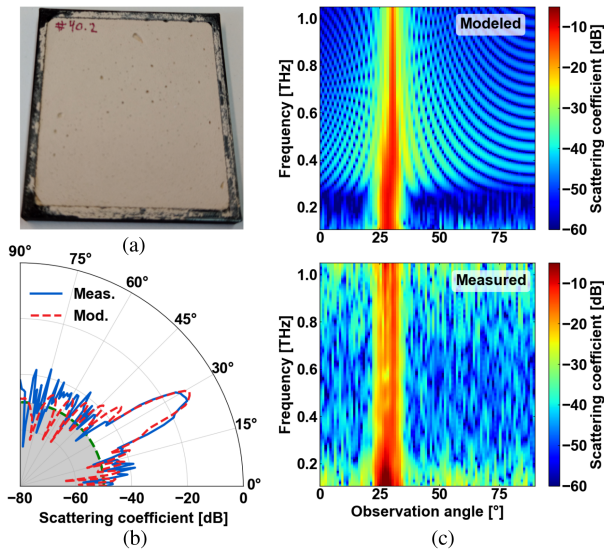 #40.2
(a)
90°
75°
60°
45°
30°
15°
0°
Meas.
Mod.
−80 −60 −40 −20 0
Scattering coefficient [dB]
(b)
Modeled
Frequency [THz]
1.0
0.8
0.6
0.4
0.2
0 25 50 75
Scattering coefficient [dB]
−10
−20
−30
−40
−50
−60
Measured
Frequency [THz]
1.0
0.8
0.6
0.4
0.2
0 25 50 75
Observation angle [°]
Scattering coefficient [dB]
−10
−20
−30
−40
−50
−60
(c)